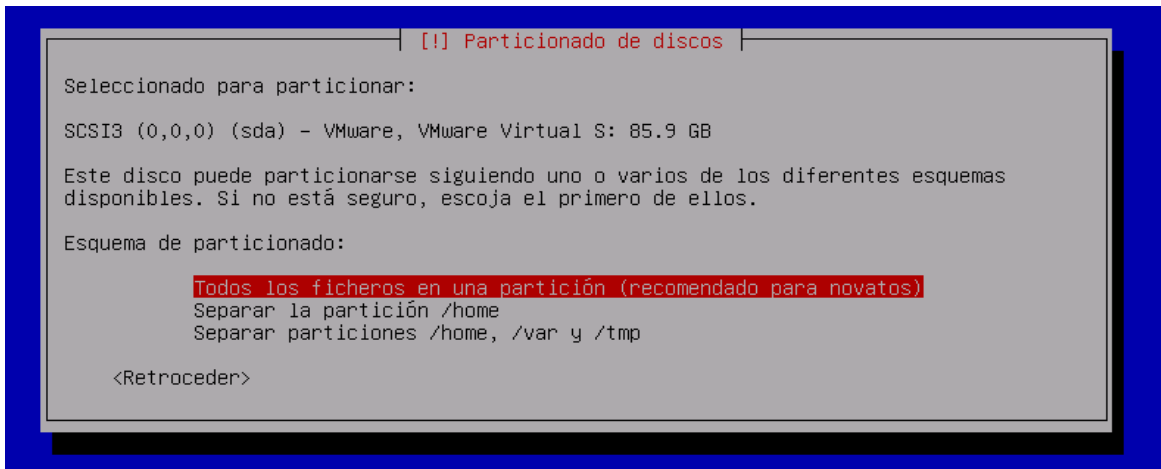 [!] Particionado de discos
Seleccionado para particionar:
SCSI3 (0,0,0) (sda) – VMware, VMware Virtual S: 85.9 GB
Este disco puede particionarse siguiendo uno o varios de los diferentes esquemas
disponibles. Si no está seguro, escoja el primero de ellos.
Esquema de particionado:
Todos los ficheros en una partición (recomendado para novatos)
Separar la partición /home
Separar particiones /home, /var y /tmp
<Retroceder>